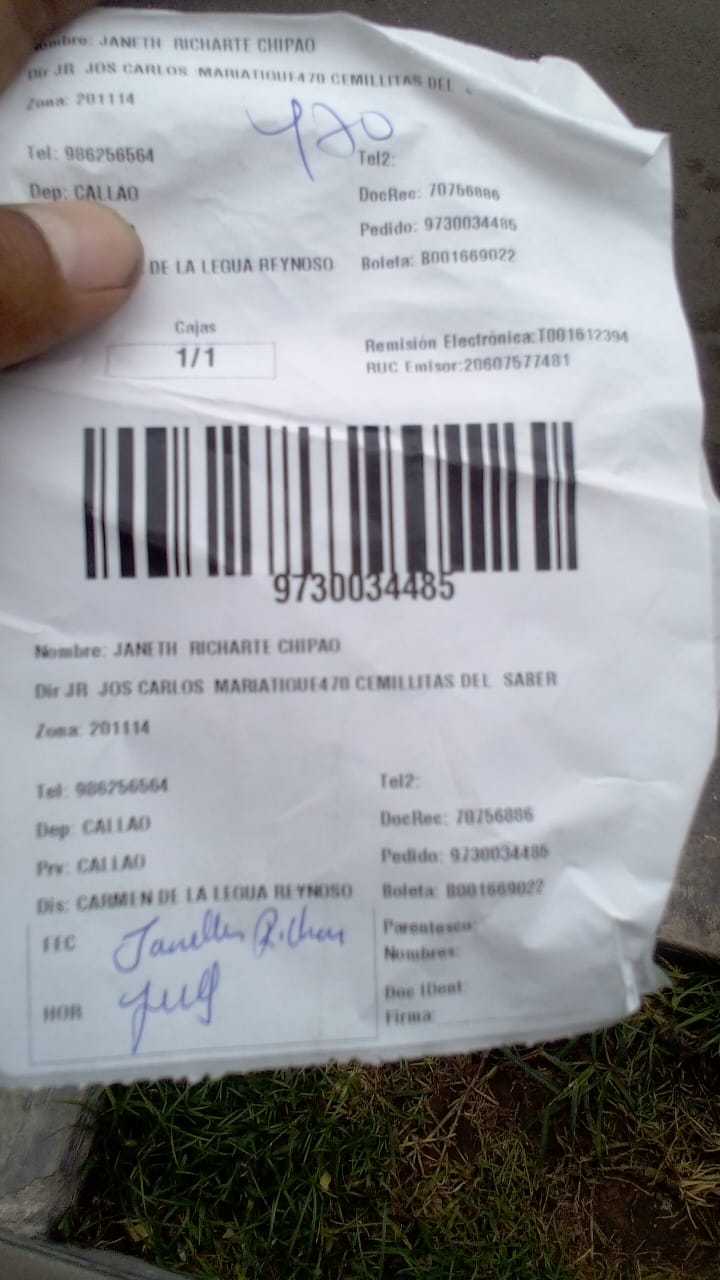 Nombre: JANETH RICHARTE CHIPAO
Dir JR JOS CARLOS MARIATIQUE470 CEMILLITAS DEL
Zona: 201114
470
Tel: 986256564 Tel2:
Dep: CALLAO DocRec: 70756886
Pedido: 9730034485
DE LA LEGUA REYNOSO Boleta: B001669022
Cajas
1/1
Remisión Electrónica:T001612394
RUC Emisor:20607577481
9730034485
Nombre: JANETH RICHARTE CHIPAO
Dir JR JOS CARLOS MARIATIQUE470 CEMILLITAS DEL SABER
Zona: 201114
Tel: 986256564 Tel2:
Dep: CALLAO DocRec: 70756886
Prv: CALLAO Pedido: 9730034485
Dis: CARMEN DE LA LEGUA REYNOSO Boleta: B001669022
FEC Parentesco:
Nombres:
HOR Doc IDent:
Firma: